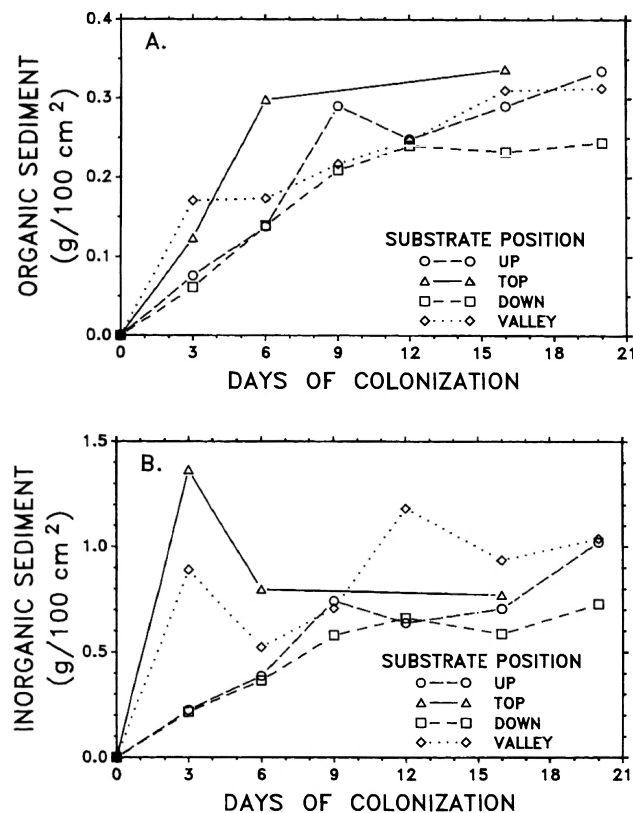 A.
ORGANIC SEDIMENT
(g/100 cm²)
0.4
0.3
0.2
0.1
0.0
SUBSTRATE POSITION
UP
TOP
DOWN
VALLEY
0 3 6 9 12 15 18 21
DAYS OF COLONIZATION
B.
INORGANIC SEDIMENT
(g/100 cm²)
1.5
1.0
0.5
0.0
SUBSTRATE POSITION
UP
TOP
DOWN
VALLEY
0 3 6 9 12 15 18 21
DAYS OF COLONIZATION